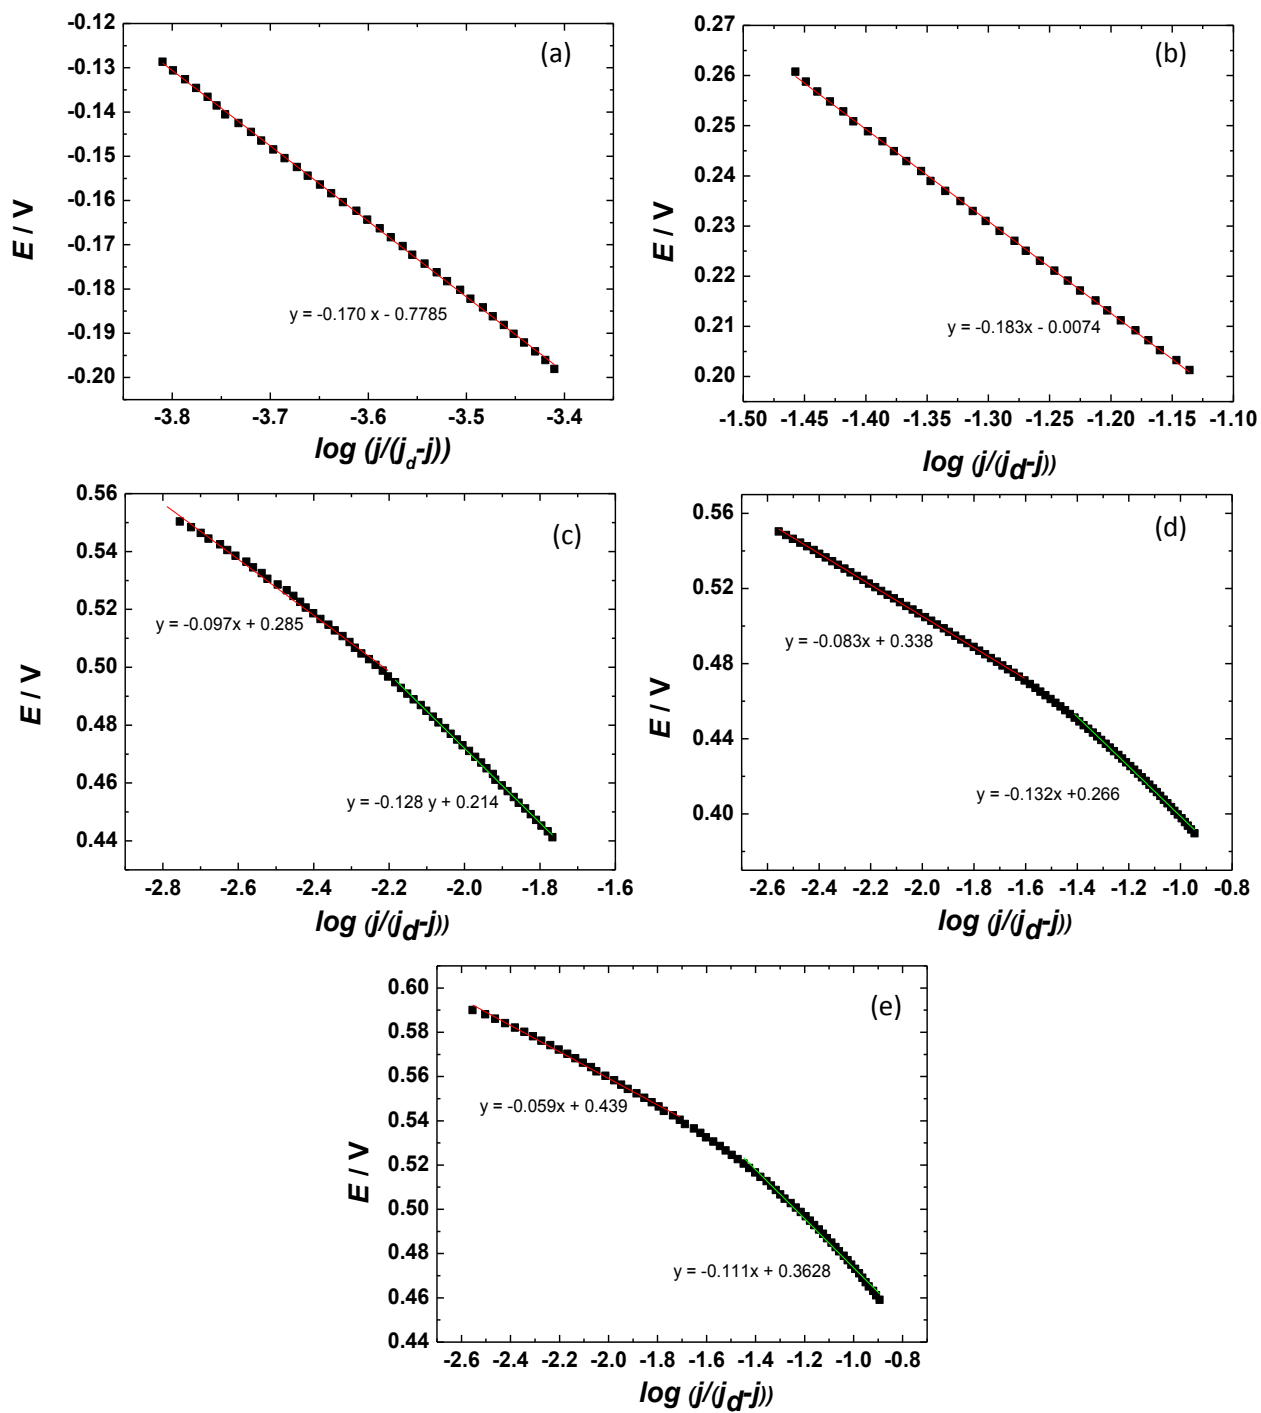 (a)
E / V
-0.12
-0.13
-0.14
-0.15
-0.16
-0.17
-0.18
-0.19
-0.20
y = -0.170 x - 0.7785
-3.8 -3.7 -3.6 -3.5 -3.4
log (j/(jd-j))
(b)
E / V
0.27
0.26
0.25
0.24
0.23
0.22
0.21
0.20
y = -0.183x - 0.0074
-1.50 -1.45 -1.40 -1.35 -1.30 -1.25 -1.20 -1.15 -1.10
log (j/(jd-j))
(c)
E / V
0.56
0.54
0.52
0.50
0.48
0.46
0.44
y = -0.097x + 0.285
y = -0.128 y + 0.214
-2.8 -2.6 -2.4 -2.2 -2.0 -1.8 -1.6
log (j/(jd-j))
(d)
E / V
0.56
0.52
0.48
0.44
0.40
y = -0.083x + 0.338
y = -0.132x +0.266
-2.6 -2.4 -2.2 -2.0 -1.8 -1.6 -1.4 -1.2 -1.0 -0.8
log (j/(jd-j))
(e)
E / V
0.60
0.58
0.56
0.54
0.52
0.50
0.48
0.46
0.44
y = -0.059x + 0.439
y = -0.111x + 0.3628
-2.6 -2.4 -2.2 -2.0 -1.8 -1.6 -1.4 -1.2 -1.0 -0.8
log (j/(jd-j))